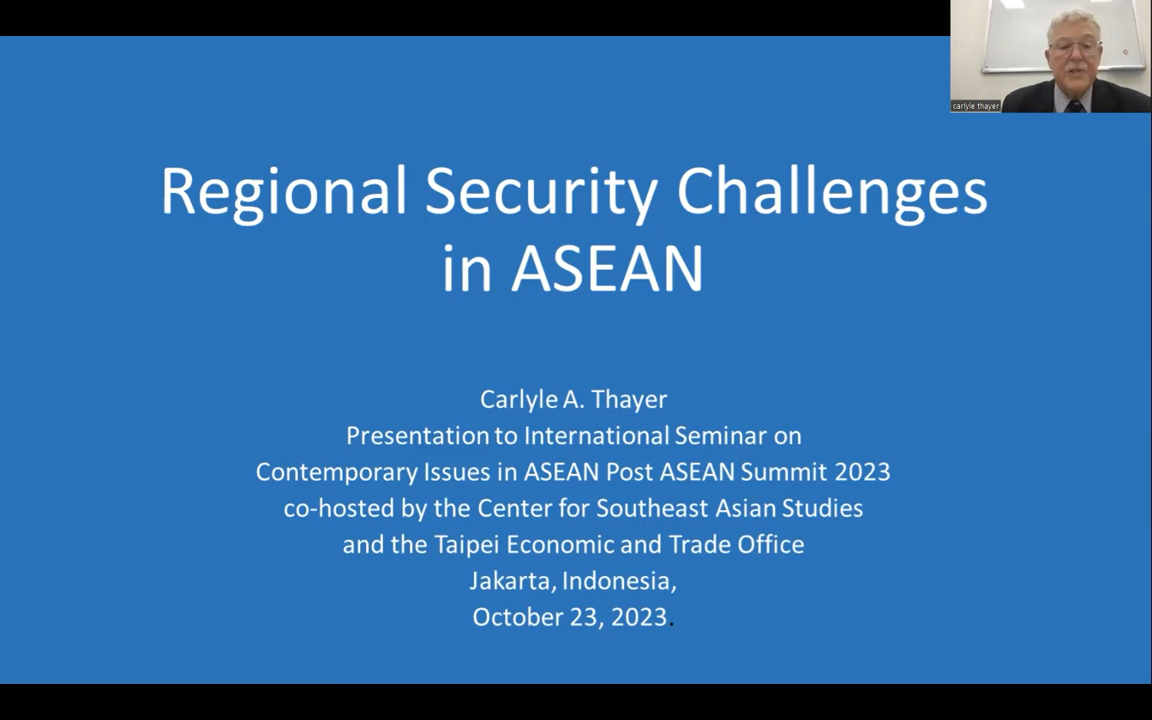 carlyle thayer
Regional Security Challenges
in ASEAN
Carlyle A. Thayer
Presentation to International Seminar on
Contemporary Issues in ASEAN Post ASEAN Summit 2023
co-hosted by the Center for Southeast Asian Studies
and the Taipei Economic and Trade Office
Jakarta, Indonesia,
October 23, 2023.